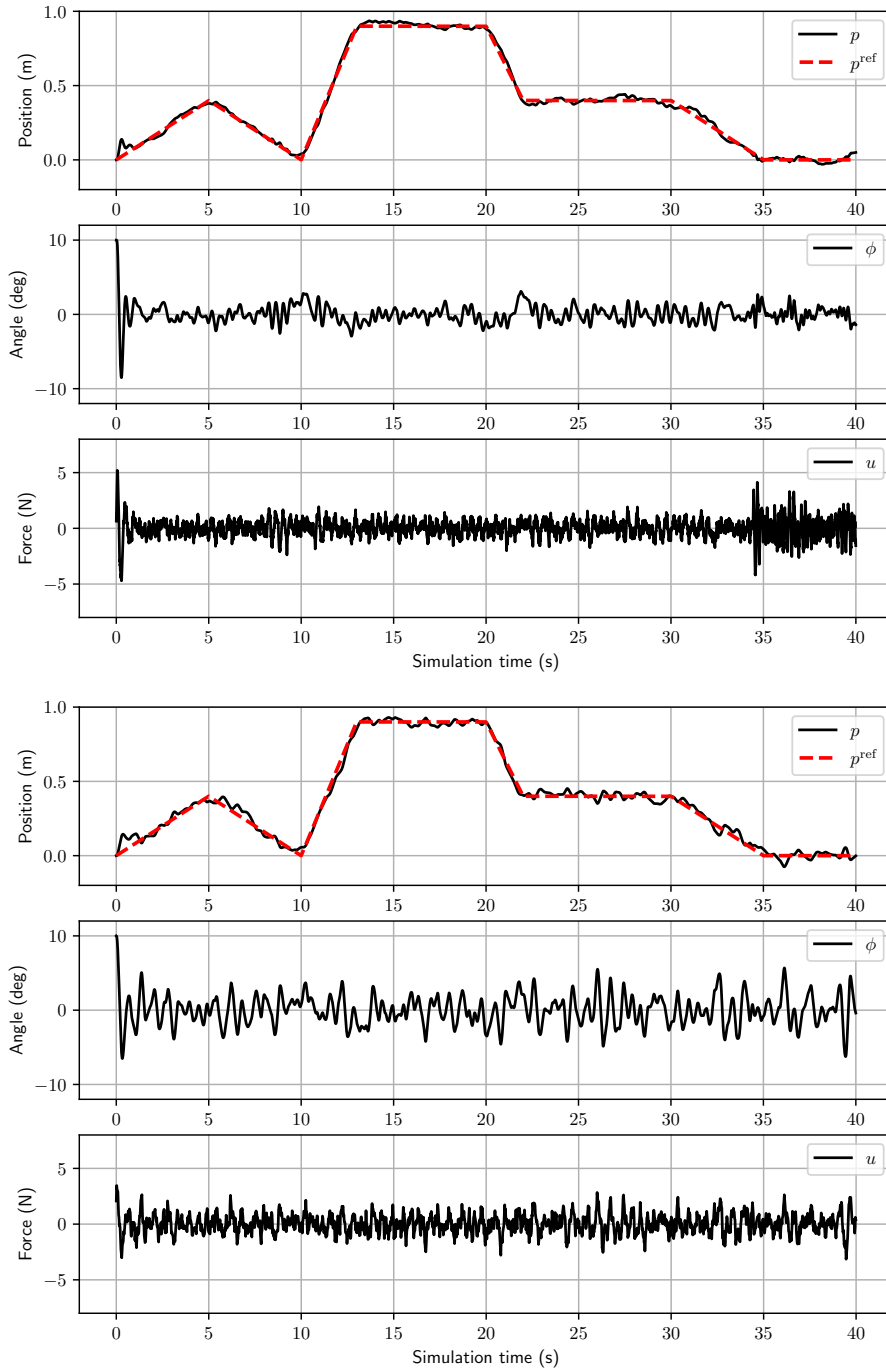 1.0
0.5
0.0
Position (m)
p
p^ref
0 5 10 15 20 25 30 35 40
10
0
−10
Angle (deg)
ϕ
0 5 10 15 20 25 30 35 40
5
0
−5
Force (N)
u
0 5 10 15 20 25 30 35 40
Simulation time (s)
1.0
0.5
0.0
Position (m)
p
p^ref
0 5 10 15 20 25 30 35 40
10
0
−10
Angle (deg)
ϕ
0 5 10 15 20 25 30 35 40
5
0
−5
Force (N)
u
0 5 10 15 20 25 30 35 40
Simulation time (s)